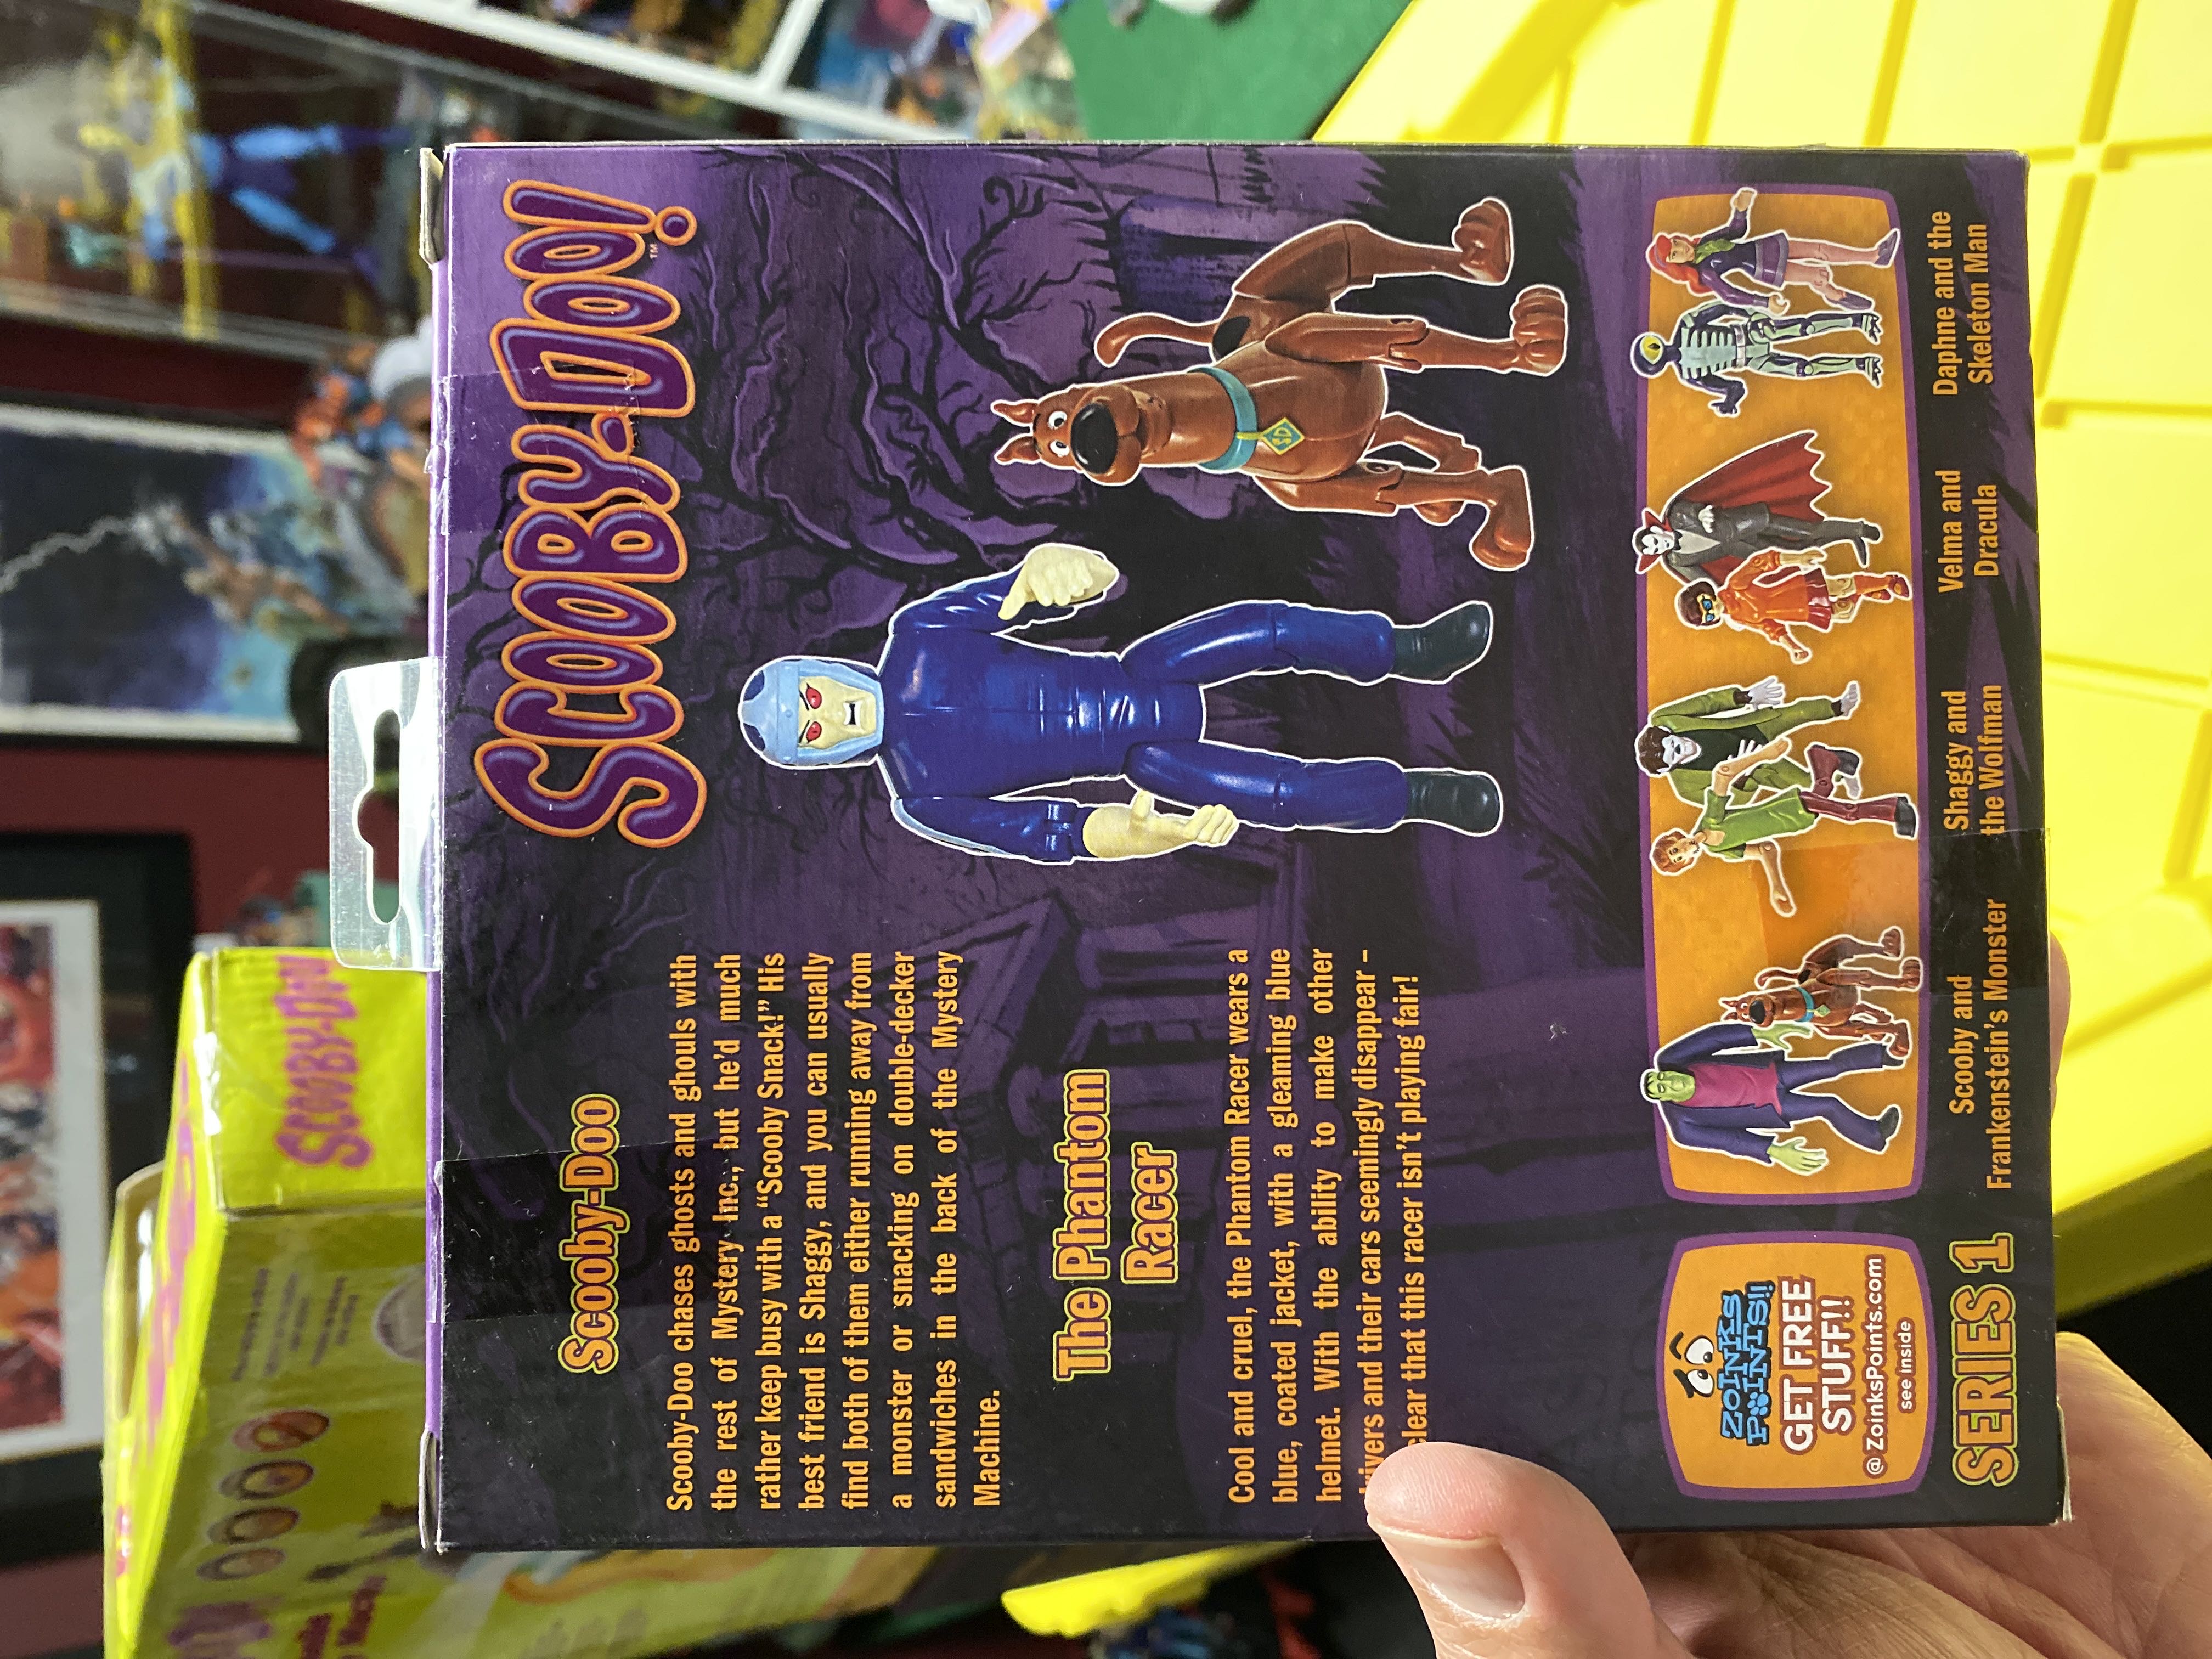 SCOOBY-DOO!™
Scooby-Doo
Scooby-Doo chases ghosts and ghouls with
the rest of Mystery Inc., but he'd much
rather keep busy with a "Scooby Snack!" His
best friend is Shaggy, and you can usually
find both of them either running away from
a monster or snacking on double-decker
sandwiches in the back of the Mystery
Machine.
The Phantom
Racer
Cool and cruel, the Phantom Racer wears a
blue, coated jacket, with a gleaming blue
helmet. With the ability to make other
rivers and their cars seemingly disappear –
clear that this racer isn't playing fair!
SD
ZOINKS
POINTS!!
GET FREE
STUFF!!
@ZoinksPoints.com
see inside
SERIES 1
Scooby and
Frankenstein's Monster
Shaggy and
the Wolfman
Velma and
Dracula
Daphne and the
Skeleton Man
SCOOBY-DOO!